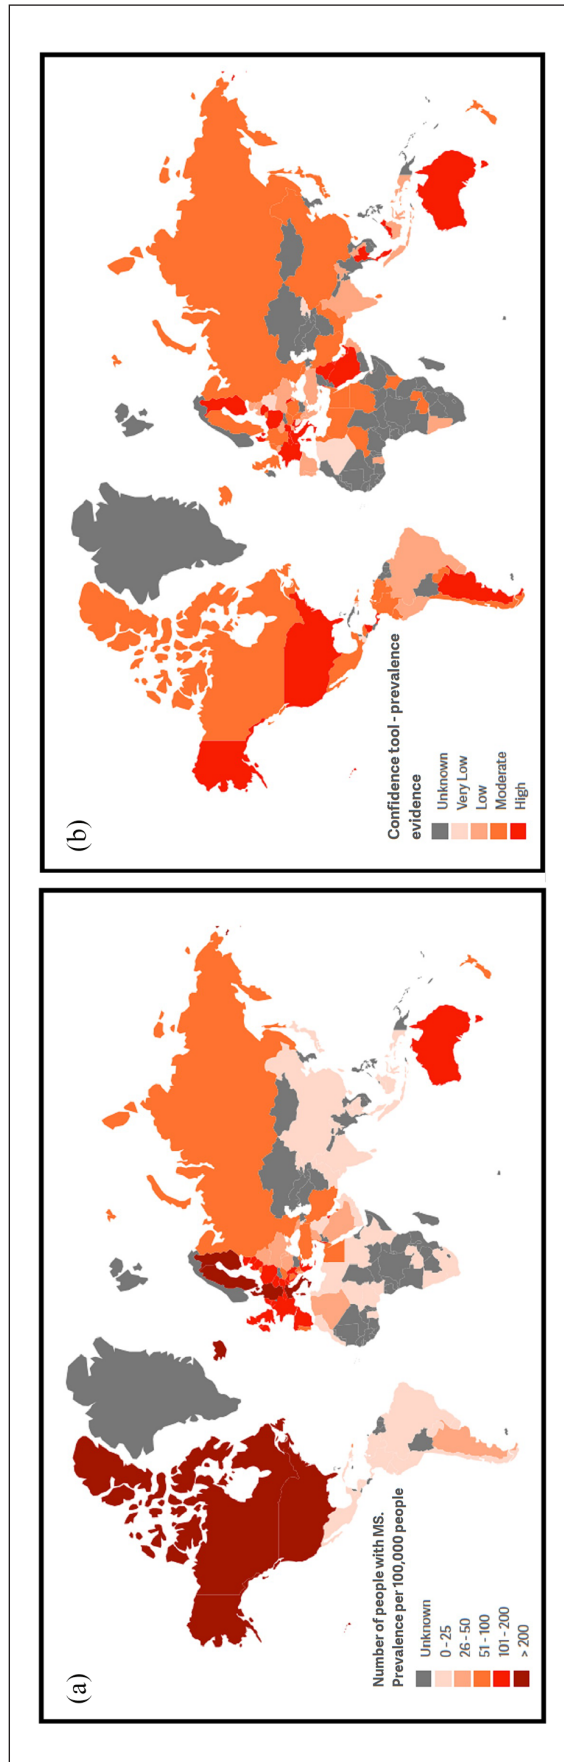 (a)
Number of people with MS.
Prevalence per 100,000 people
Unknown
0 - 25
26 - 50
51 - 100
101 - 200
> 200
(b)
Confidence tool - prevalence
evidence
Unknown
Very Low
Low
Moderate
High